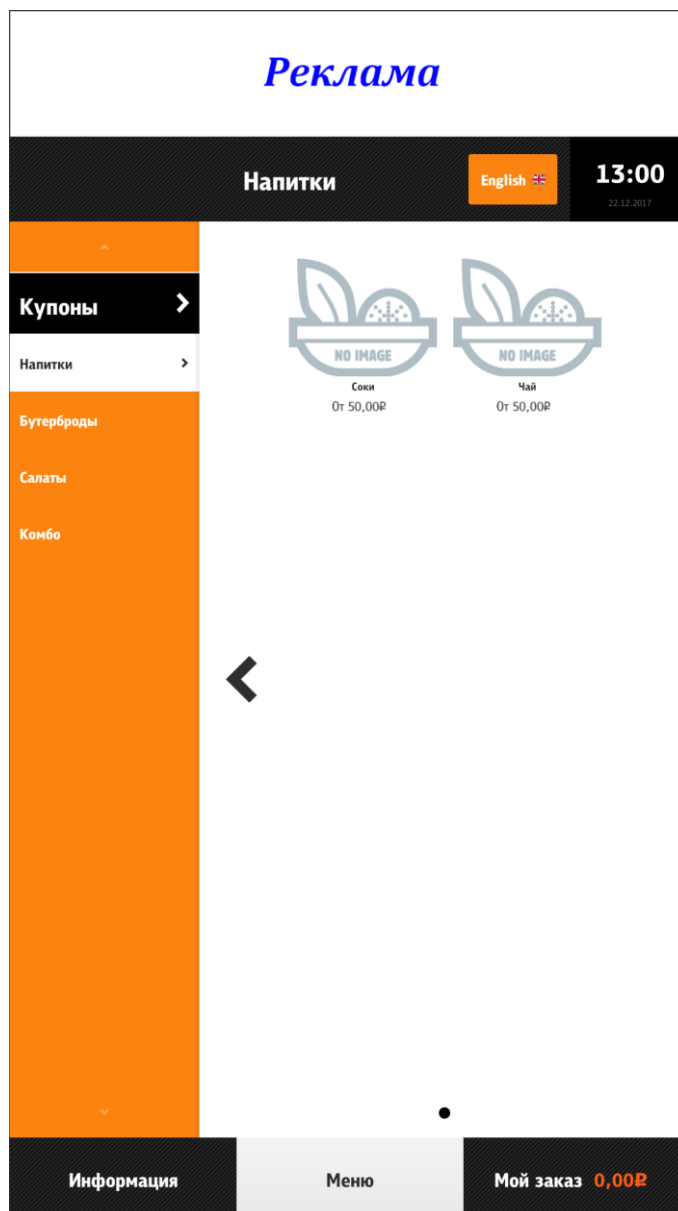 Реклама
Напитки
English
13:00
22.12.2017
Купоны
Напитки
Бутерброды
Салаты
Комбо
NO IMAGE
Соки
От 50,00₽
NO IMAGE
Чай
От 50,00₽
Информация
Меню
Мой заказ 0,00₽